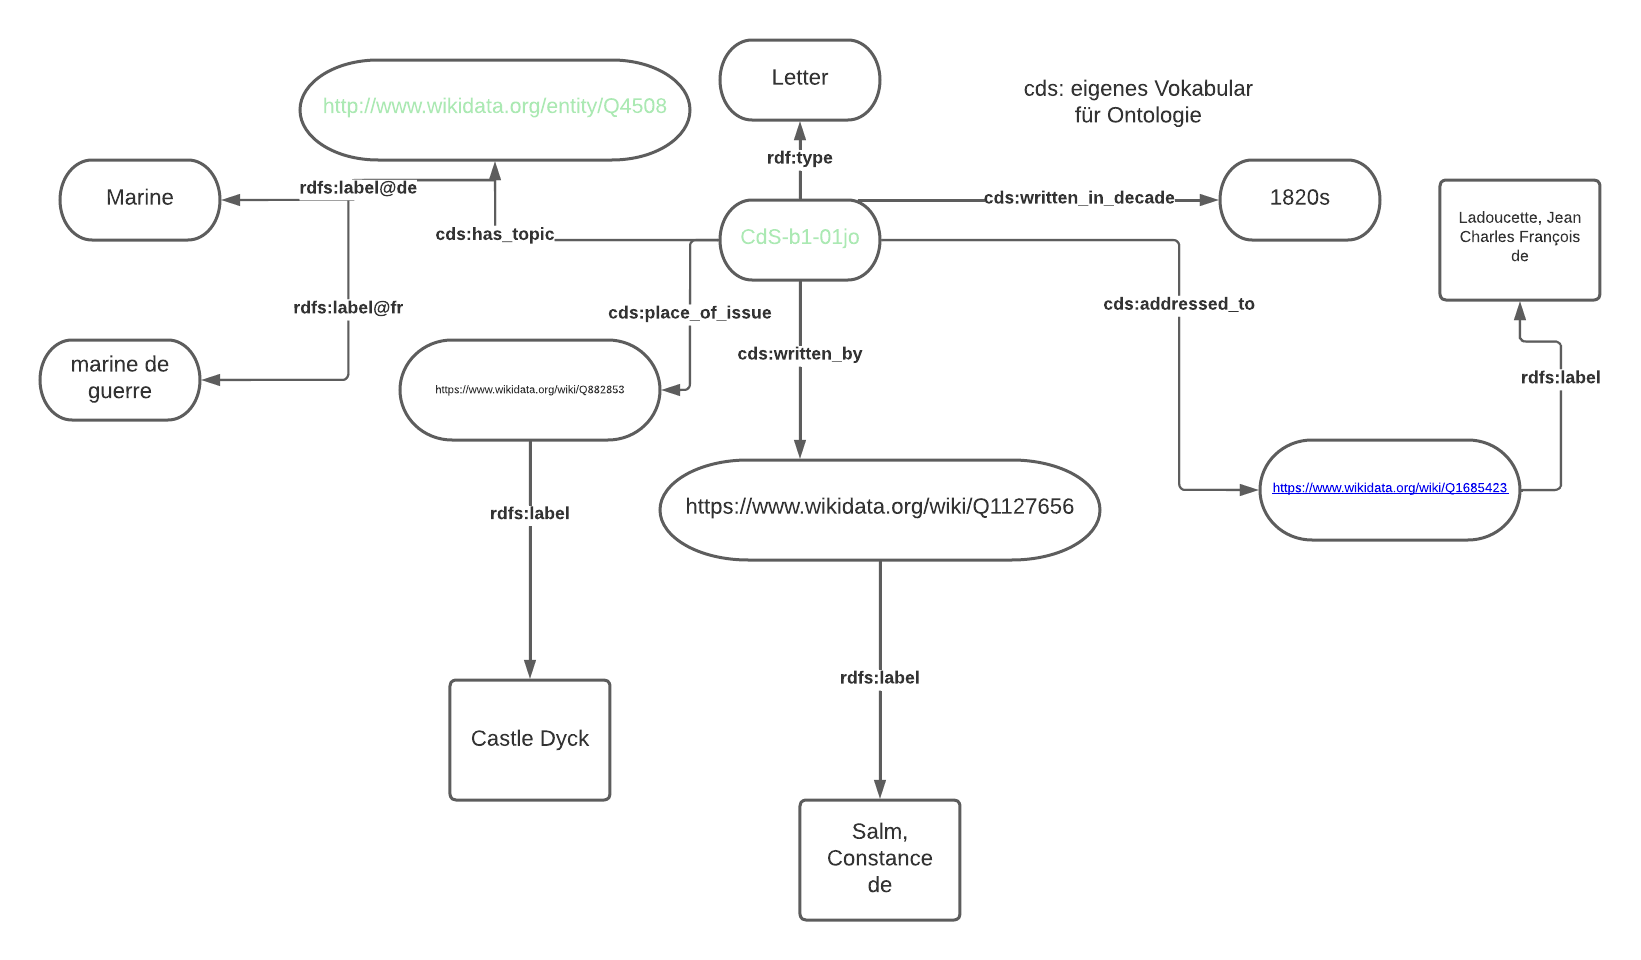 Letter
cds: eigenes Vokabular
für Ontologie
http://www.wikidata.org/entity/Q4508
rdf:type
Marine
rdfs:label@de
cds:written_in_decade
1820s
Ladoucette, Jean
Charles François
de
cds:has_topic
CdS-b1-01jo
rdfs:label@fr
cds:place_of_issue
cds:addressed_to
cds:written_by
marine de
guerre
https://www.wikidata.org/wiki/Q882853
rdfs:label
https://www.wikidata.org/wiki/Q1685423
rdfs:label
https://www.wikidata.org/wiki/Q1127656
rdfs:label
Castle Dyck
Salm,
Constance
de